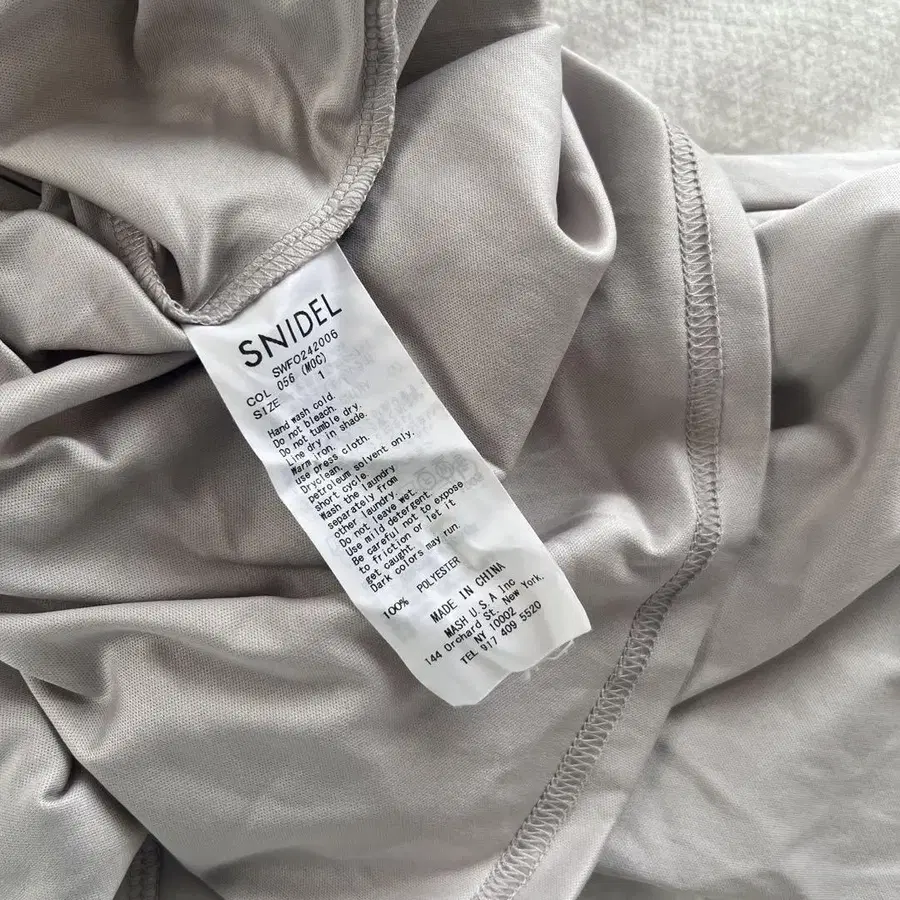 SNIDEL
SWFO242006
COL 056 (MOC)
SIZE 1
Hand wash cold.
Do not bleach.
Do not tumble dry.
Line dry in shade.
Warm iron.
use press cloth.
Dryclean.
petroleum solvent only.
short cycle.
Wash the laundry
separately from
other laundry.
Do not leave wet.
Use mild detergent.
Be careful not to expose
to friction or let it
get caught.
Dark colors may run.
100% POLYESTER
MADE IN CHINA
MASH U.S.A Inc
144 Orchard St, New York,
NY 10002
TEL 917 409 5520